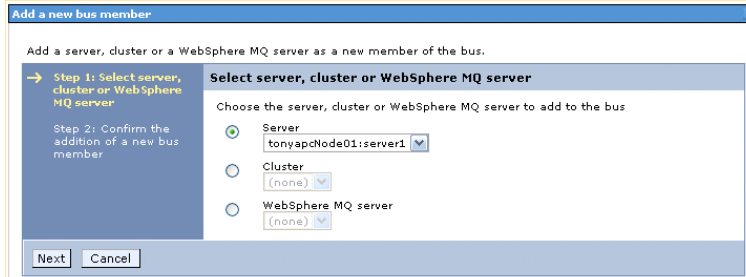 Add a new bus member
Add a server, cluster or a WebSphere MQ server as a new member of the bus.
Step 1: Select server,
cluster or WebSphere
MQ server
Step 2: Confirm the
addition of a new bus
member
Select server, cluster or WebSphere MQ server
Choose the server, cluster or WebSphere MQ server to add to the bus
Server
tonyapcNode01:server1
Cluster
(none)
WebSphere MQ server
(none)
Next Cancel